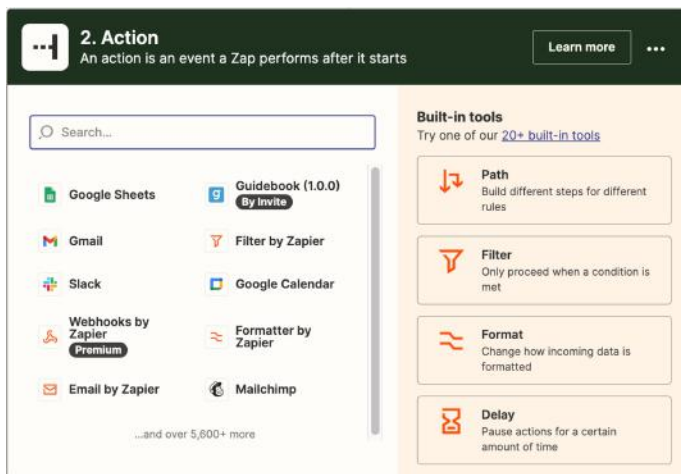 2. Action
An action is an event a Zap performs after it starts
Learn more
Search...
Google Sheets
Guidebook (1.0.0)
By Invite
Gmail
Filter by Zapier
Slack
Google Calendar
Webhooks by
Zapier
Premium
Formatter by
Zapier
Email by Zapier
Mailchimp
...and over 5,600+ more
Built-in tools
Try one of our 20+ built-in tools
Path
Build different steps for different
rules
Filter
Only proceed when a condition is
met
Format
Change how incoming data is
formatted
Delay
Pause actions for a certain
amount of time